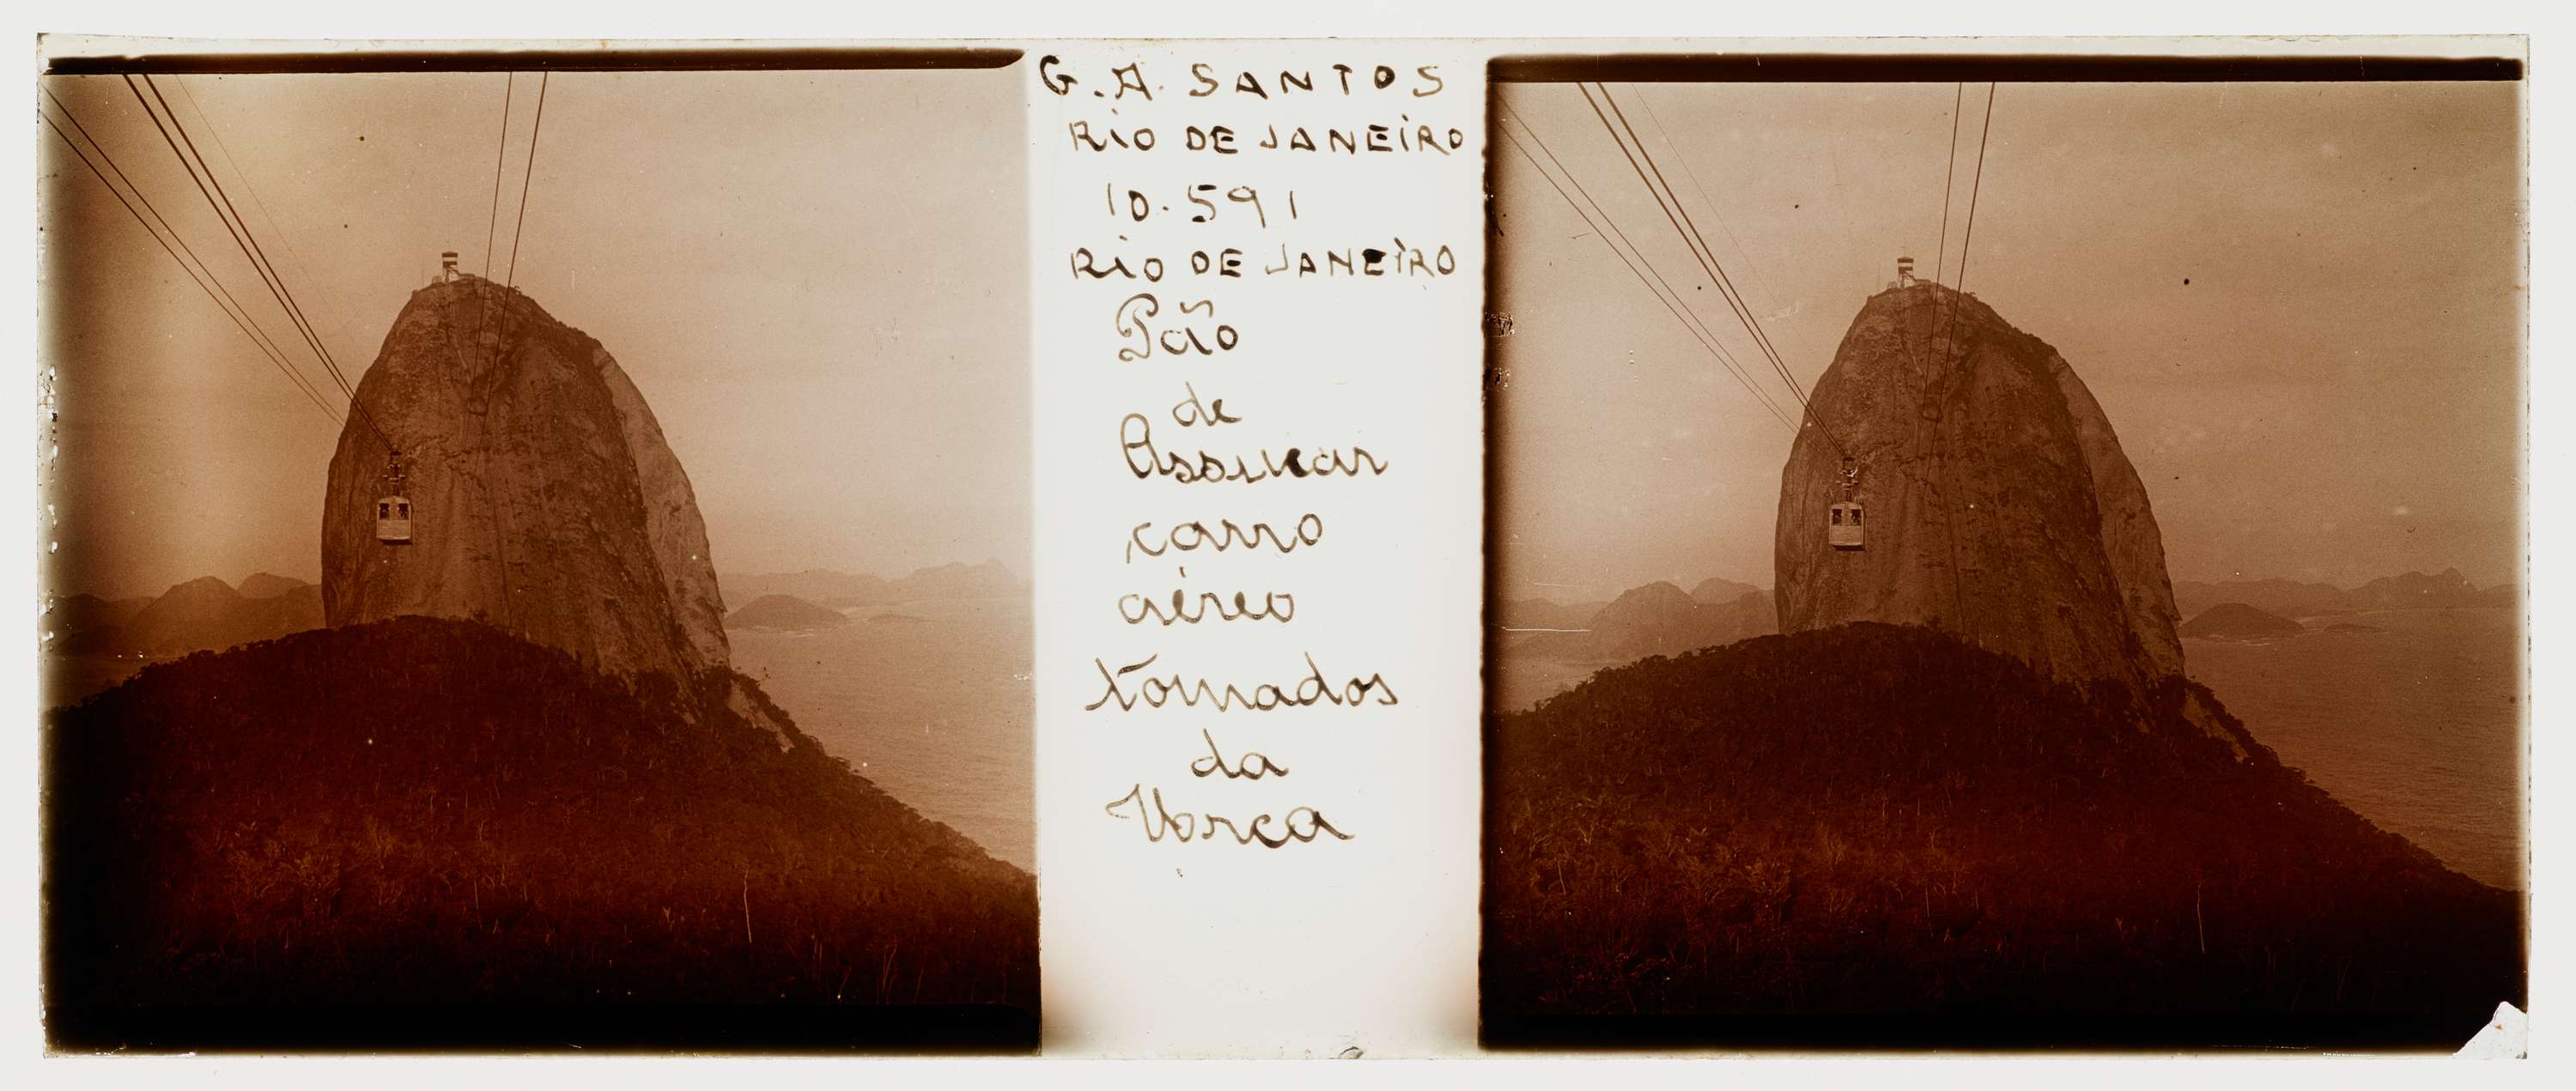 G. A. SANTOS
RIO DE JANEIRO
10.591
RIO DE JANEIRO
Pão
de
Assucar
carro
aéreo
tomados
da
Urca